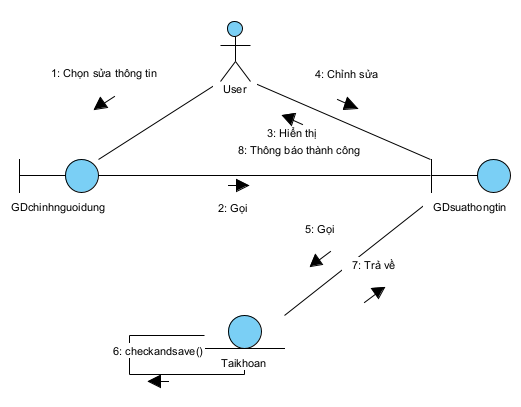 1: Chọn sửa thông tin
4: Chỉnh sửa
User
3: Hiển thị
8: Thông báo thành công
GDchinhnguoidung
2: Gọi
GDsuathongtin
5: Gọi
7: Trả về
6: checkandsave()
Taikhoan